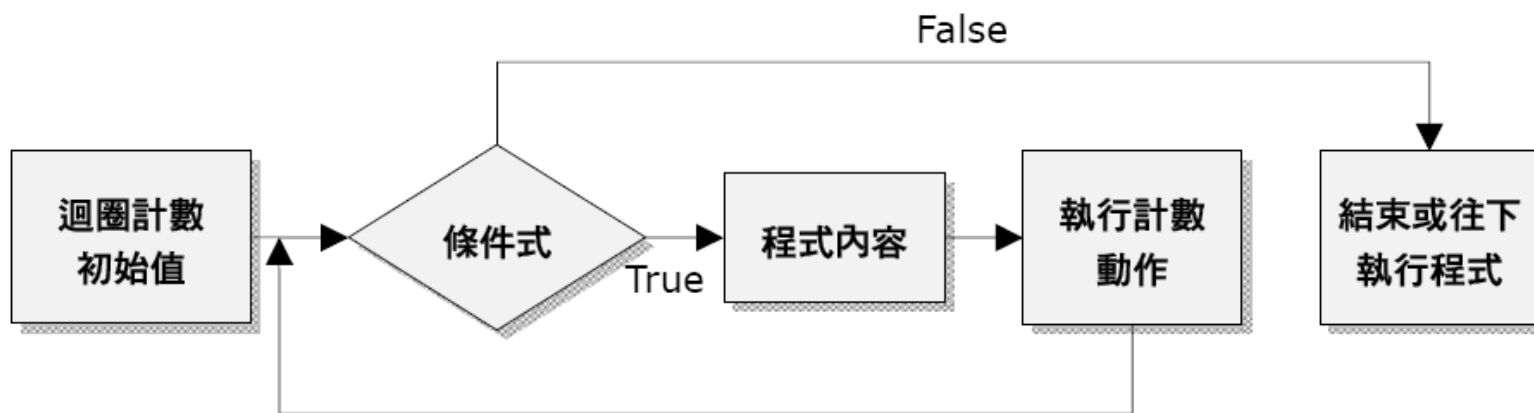 False
迴圈計數
初始值
條件式
True
程式內容
執行計數
動作
結束或往下
執行程式